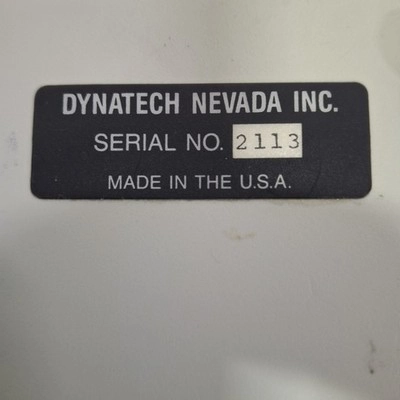 DYNATECH NEVADA INC.
SERIAL NO. 2113
MADE IN THE U.S.A.